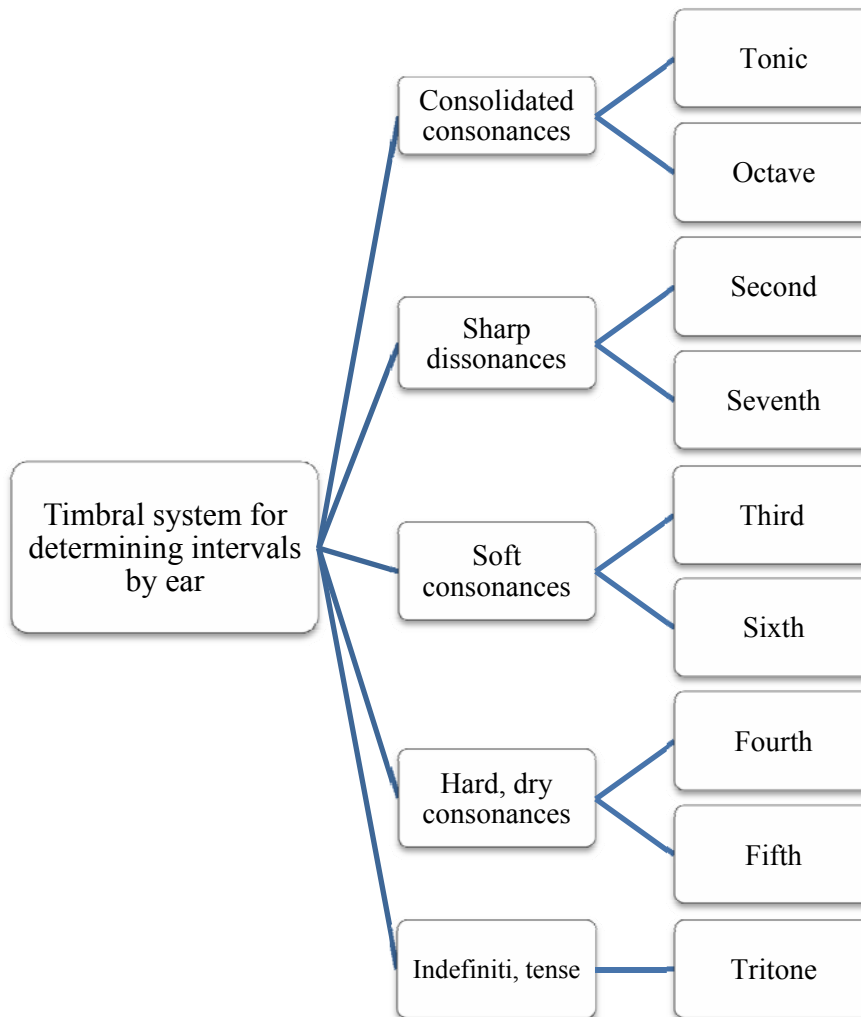 Timbral system for
determining intervals
by ear
Consolidated
consonances
Tonic
Octave
Sharp
dissonances
Second
Seventh
Soft
consonances
Third
Sixth
Hard, dry
consonances
Fourth
Fifth
Indefiniti, tense
Tritone